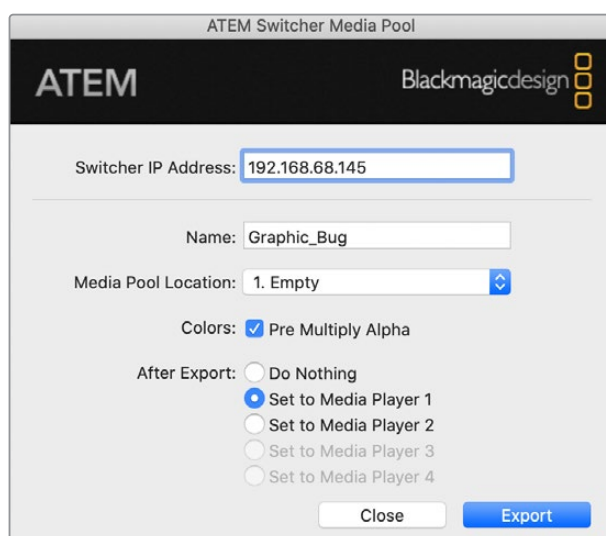 ATEM Switcher Media Pool
ATEM
Blackmagicdesign
Switcher IP Address: 192.168.68.145
Name: Graphic_Bug
Media Pool Location: 1. Empty
Colors: Pre Multiply Alpha
After Export: Do Nothing
Set to Media Player 1
Set to Media Player 2
Set to Media Player 3
Set to Media Player 4
Close Export